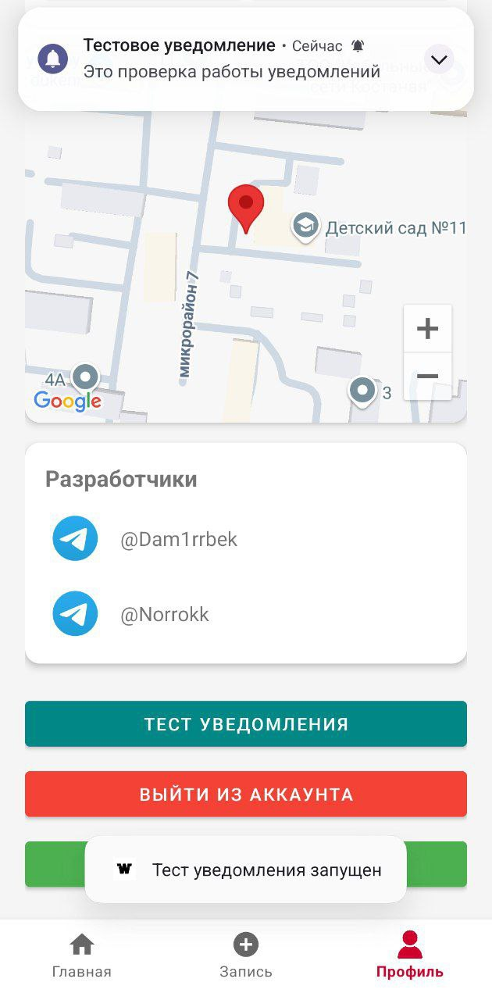 Тестовое уведомление · Сейчас
Это проверка работы уведомлений
Детский сад №11
микрорайон 7
4А
Google
3
Разработчики
@Dam1rrbek
@Norrokk
ТЕСТ УВЕДОМЛЕНИЯ
ВЫЙТИ ИЗ АККАУНТА
Тест уведомления запущен
Главная
Запись
Профиль